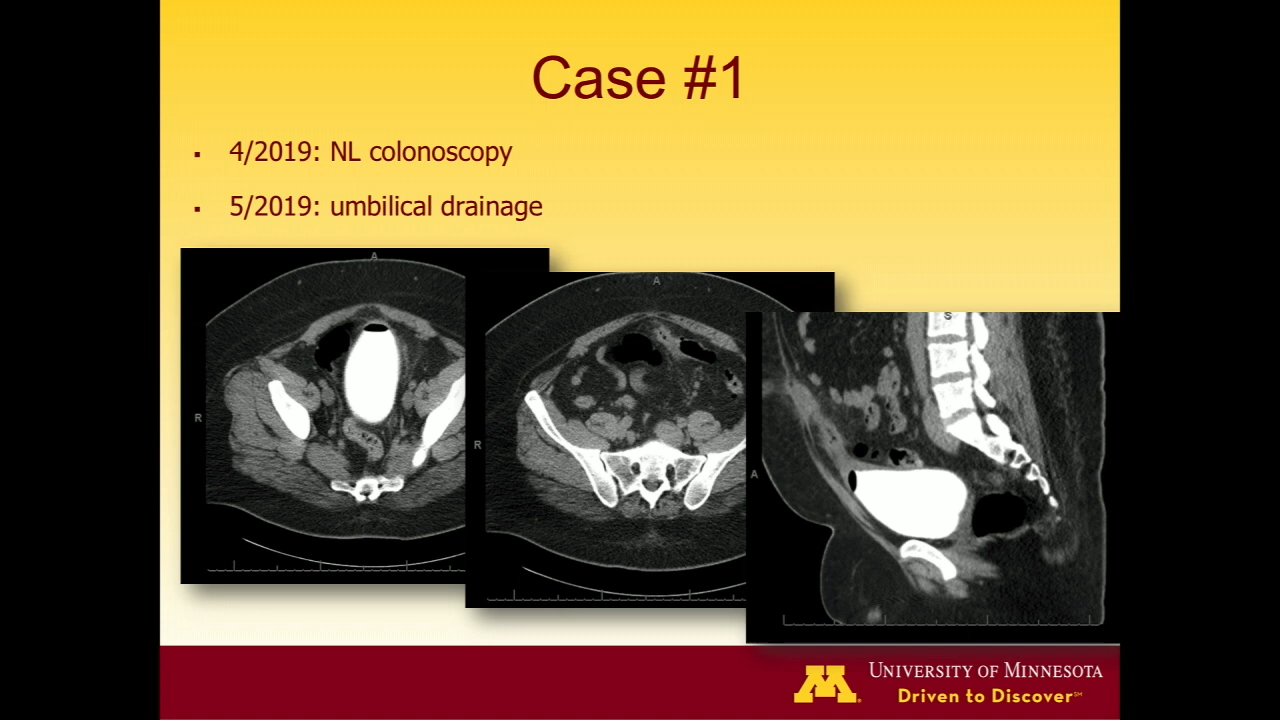 Case #1
▪ 4/2019: NL colonoscopy
▪ 5/2019: umbilical drainage
A
A
S
R
R
A
M
UNIVERSITY OF MINNESOTA
Driven to Discover℠